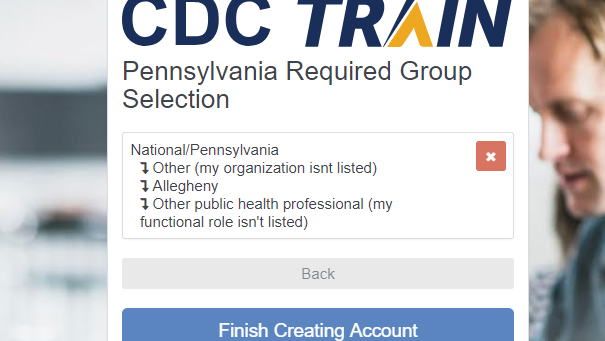 CDC TRAIN
Pennsylvania Required Group
Selection
National/Pennsylvania
↴ Other (my organization isnt listed)
↴ Allegheny
↴ Other public health professional (my
functional role isn't listed)
Back
Finish Creating Account